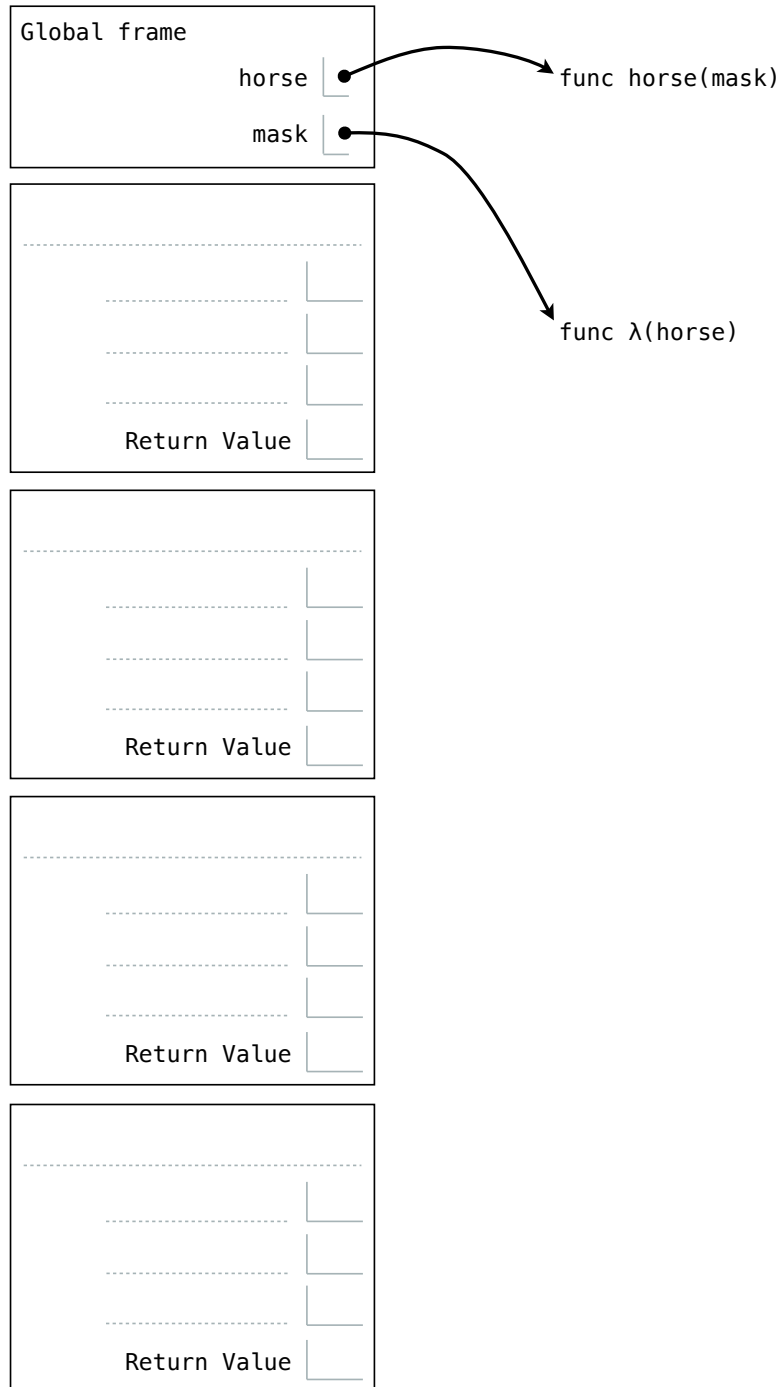 Global frame
horse
func horse(mask)
mask
func λ(horse)
Return Value
Return Value
Return Value
Return Value